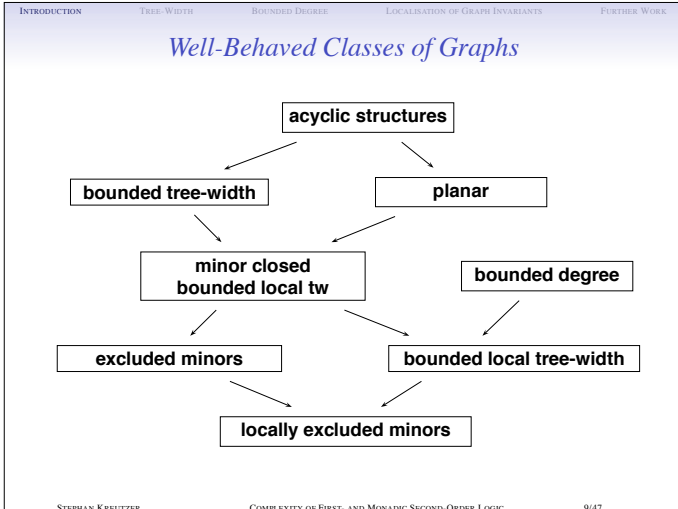 INTRODUCTION TREE-WIDTH BOUNDED DEGREE LOCALISATION OF GRAPH INVARIANTS FURTHER WORK
Well-Behaved Classes of Graphs
acyclic structures
bounded tree-width
planar
minor closed
bounded local tw
bounded degree
excluded minors
bounded local tree-width
locally excluded minors
STEPHAN KREUTZER COMPLEXITY OF FIRST- AND MONADIC SECOND-ORDER LOGIC 9/47